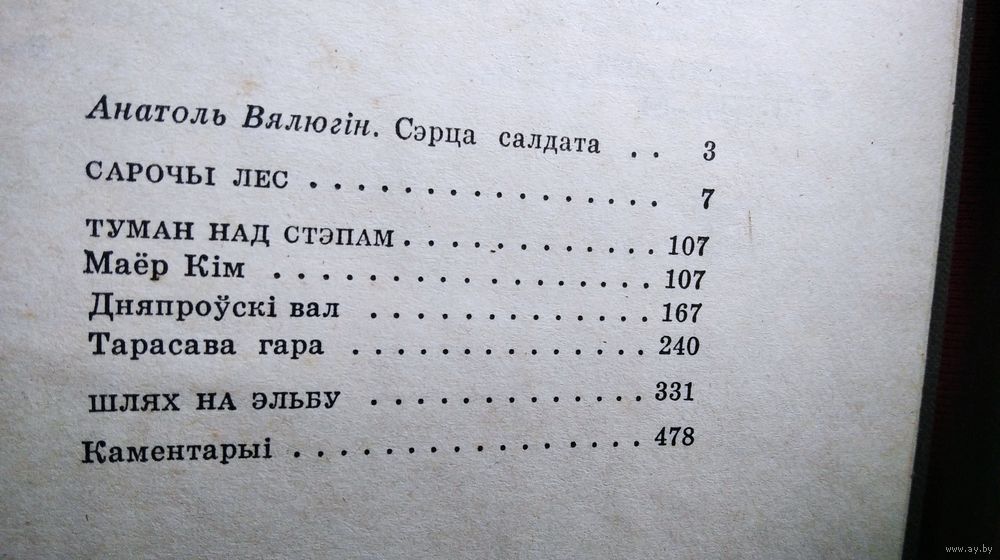 Анатоль Вялюгін. Сэрца салдата . . 3
САРОЧЫ ЛЕС . . . . . . . . . . . . . . . . 7
ТУМАН НАД СТЭПАМ . . . . . . . . . . . . 107
Маёр Кім . . . . . . . . . . . . . . . . . 107
Дняпроўскі вал . . . . . . . . . . . . . 167
Тарасава гара . . . . . . . . . . . . . . 240
ШЛЯХ НА ЭЛЬБУ . . . . . . . . . . . . . 331
Каментарыі . . . . . . . . . . . . . . . . 478
www.ay.by